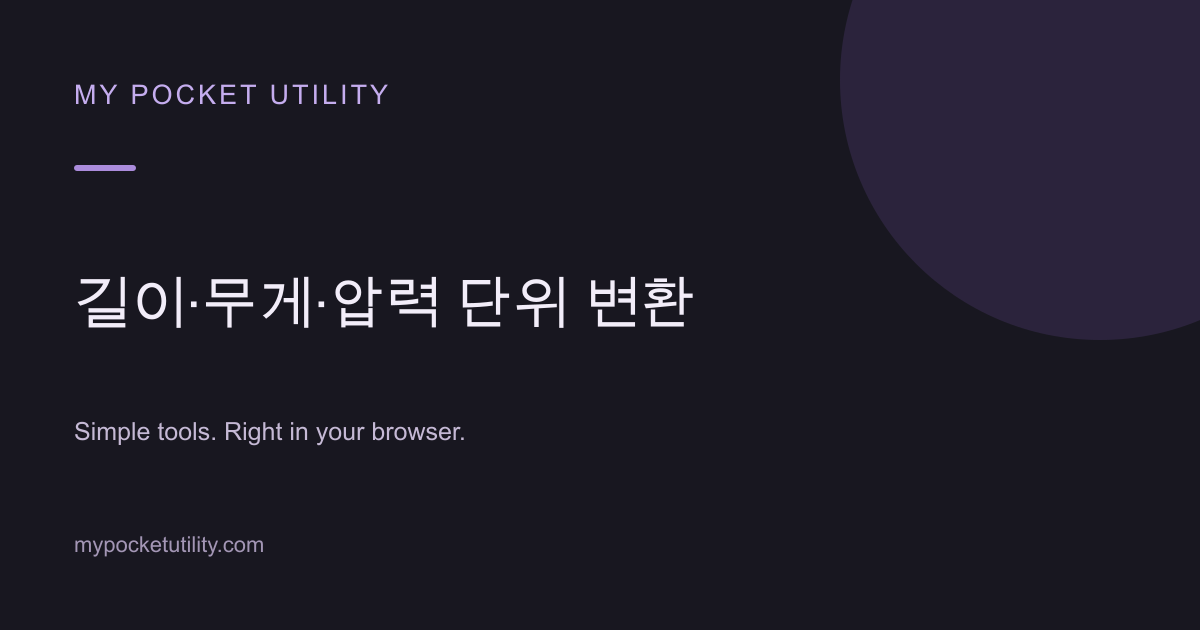 MY POCKET UTILITY
길이·무게·압력 단위 변환
Simple tools. Right in your browser.
mypocketutility.com